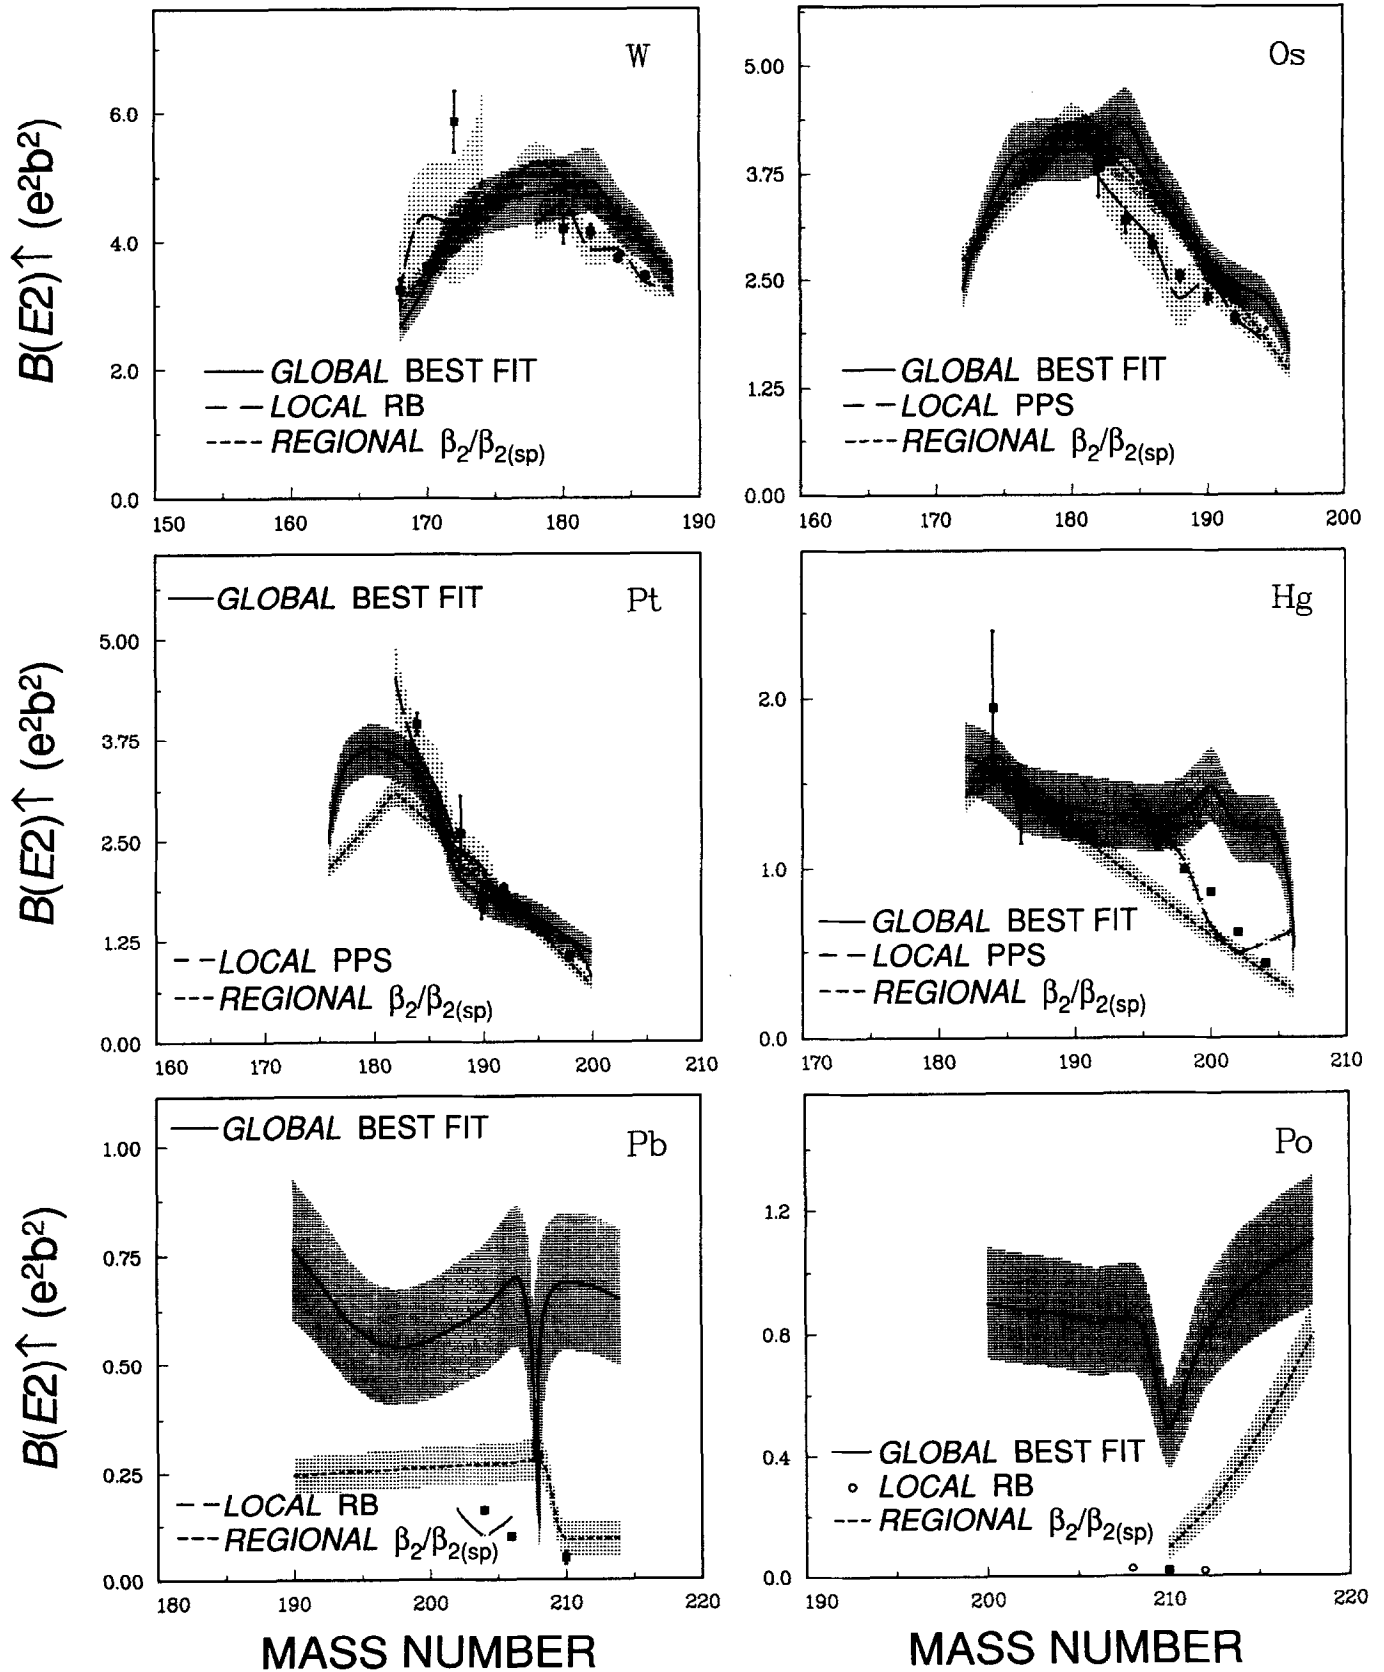 B(E2)↑ (e²b²)
W
6.0
4.0
2.0
0.0
GLOBAL BEST FIT
LOCAL RB
REGIONAL β₂/β₂(sp)
150 160 170 180 190
Os
5.00
3.75
2.50
1.25
0.00
GLOBAL BEST FIT
LOCAL PPS
REGIONAL β₂/β₂(sp)
160 170 180 190 200
B(E2)↑ (e²b²)
GLOBAL BEST FIT
Pt
5.00
3.75
2.50
1.25
0.00
LOCAL PPS
REGIONAL β₂/β₂(sp)
160 170 180 190 200 210
Hg
2.0
1.0
0.0
GLOBAL BEST FIT
LOCAL PPS
REGIONAL β₂/β₂(sp)
170 180 190 200 210
B(E2)↑ (e²b²)
GLOBAL BEST FIT
Pb
1.00
0.75
0.50
0.25
0.00
LOCAL RB
REGIONAL β₂/β₂(sp)
180 190 200 210 220
MASS NUMBER
Po
1.2
0.8
0.4
0.0
GLOBAL BEST FIT
LOCAL RB
REGIONAL β₂/β₂(sp)
190 200 210 220
MASS NUMBER